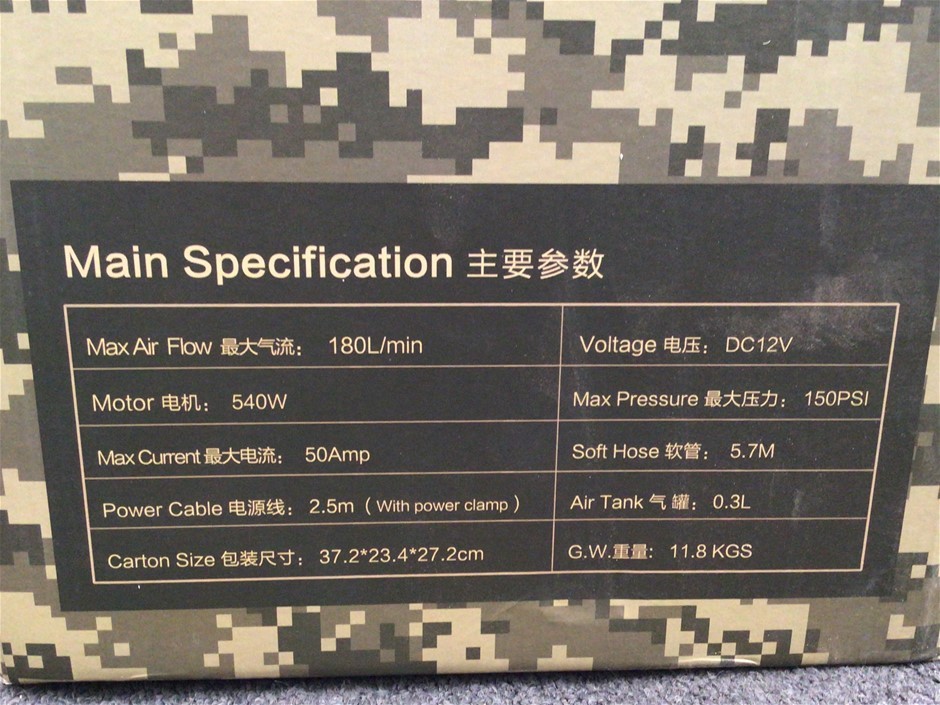 Main Specification 主要参数
Max Air Flow 最大气流： 180L/min
Voltage 电压： DC12V
Motor 电机： 540W
Max Pressure 最大压力： 150PSI
Max Current 最大电流： 50Amp
Soft Hose 软管： 5.7M
Power Cable 电源线： 2.5m（With power clamp）
Air Tank 气 罐： 0.3L
Carton Size 包装尺寸： 37.2*23.4*27.2cm
G.W.重量: 11.8 KGS